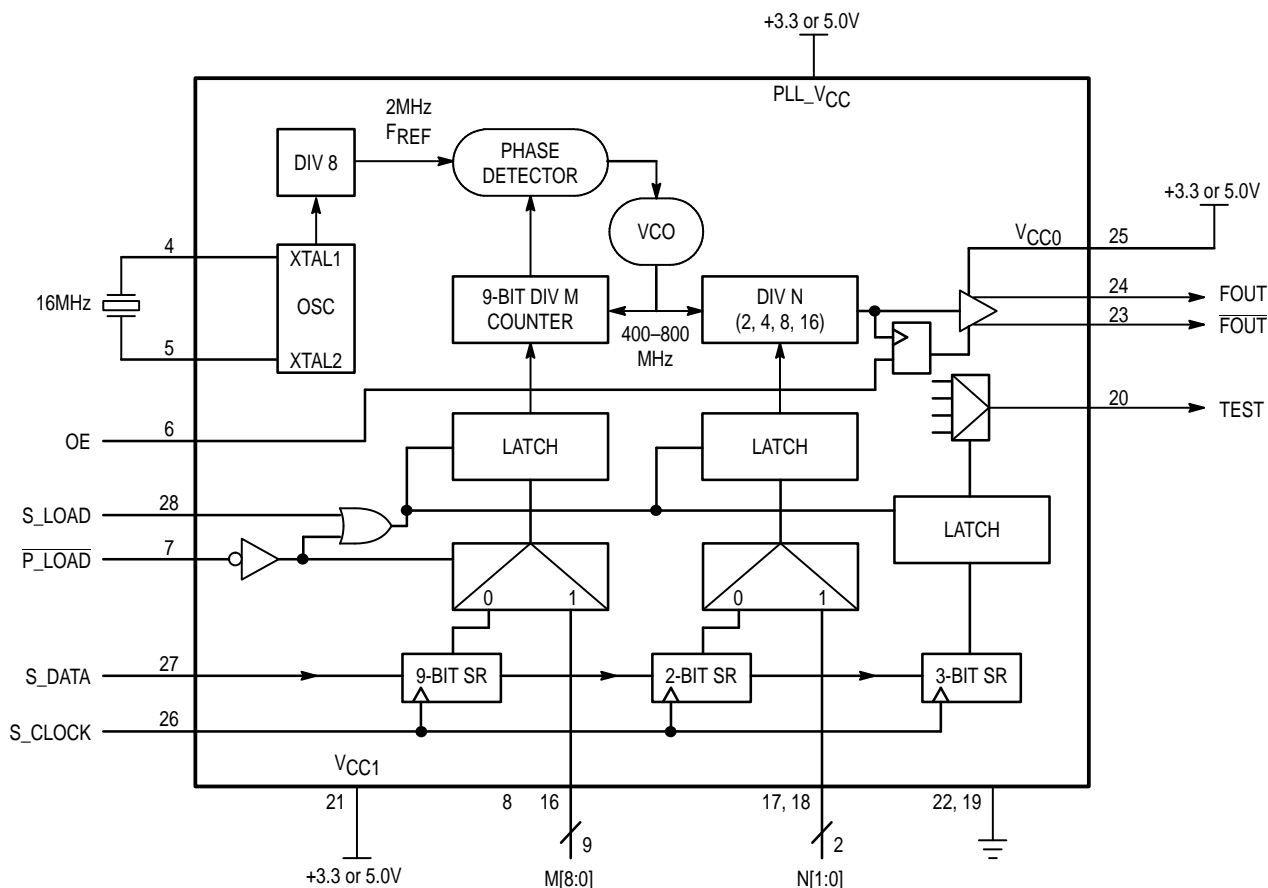 +3.3 or 5.0V
PLL_VCC
2MHz
FREF
DIV 8
PHASE
DETECTOR
VCO
+3.3 or 5.0V
VCC0
25
4
XTAL1
16MHz
OSC
5
XTAL2
9-BIT DIV M
COUNTER
400–800
MHz
DIV N
(2, 4, 8, 16)
24
FOUT
23
FOUT
20
TEST
OE
6
LATCH
LATCH
S_LOAD
28
P_LOAD
7
LATCH
0
1
0
1
S_DATA
27
9-BIT SR
2-BIT SR
3-BIT SR
S_CLOCK
26
VCC1
21
8
16
17, 18
22, 19
9
2
+3.3 or 5.0V
M[8:0]
N[1:0]